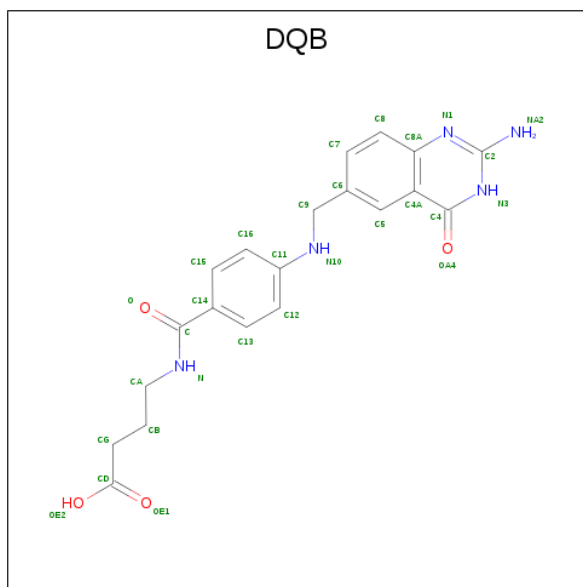 DQB
C8 N1 NA2
NH₂
C7 C8A C2
C9 C6 NH
C4A C4 N3
C5
C16
O
C15 C11 NH OA4
N10
O C14 C12
O
C C13
CA NH N
CB
CG
CD
HO O
OE2 OE1
N